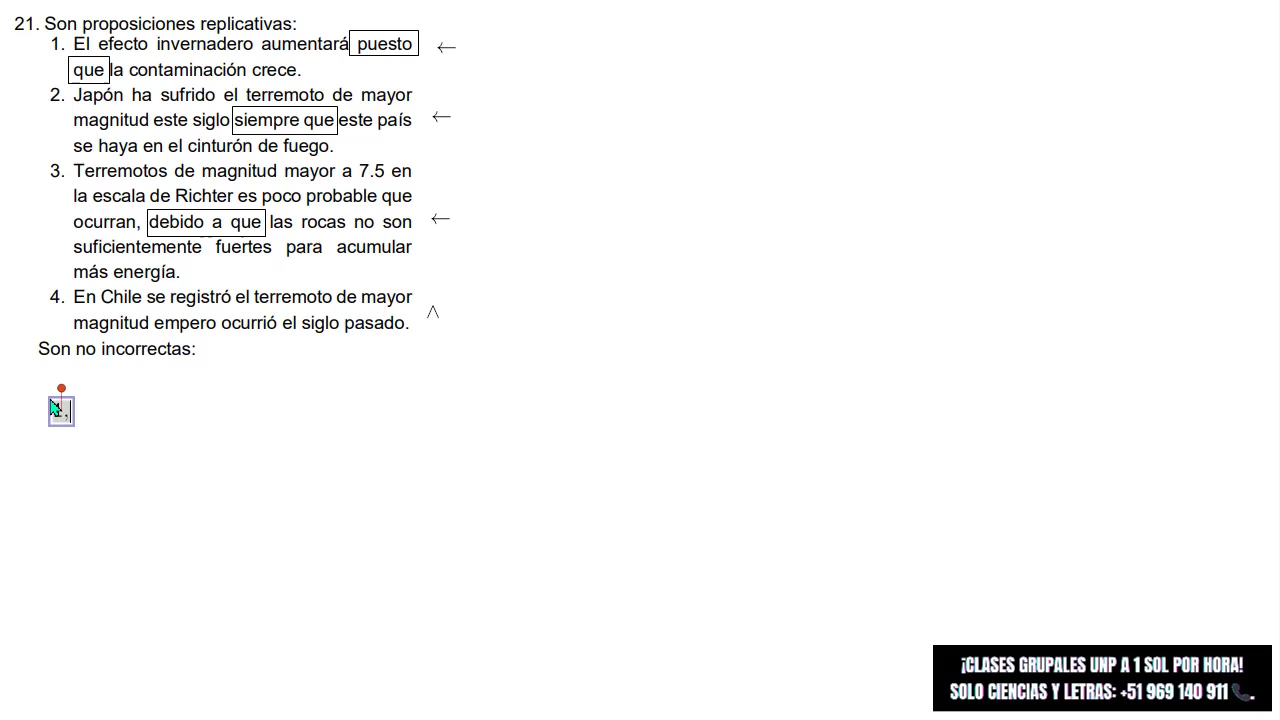 21. Son proposiciones replicativas:
1. El efecto invernadero aumentará puesto ←
que la contaminación crece.
2. Japón ha sufrido el terremoto de mayor
magnitud este siglo siempre que este país ←
se haya en el cinturón de fuego.
3. Terremotos de magnitud mayor a 7.5 en
la escala de Richter es poco probable que
ocurran, debido a que las rocas no son ←
suficientemente fuertes para acumular
más energía.
4. En Chile se registró el terremoto de mayor
magnitud empero ocurrió el siglo pasado. ∧
Son no incorrectas:
¡CLASES GRUPALES UNP A 1 SOL POR HORA!
SOLO CIENCIAS Y LETRAS: +51 969 140 911 📞.